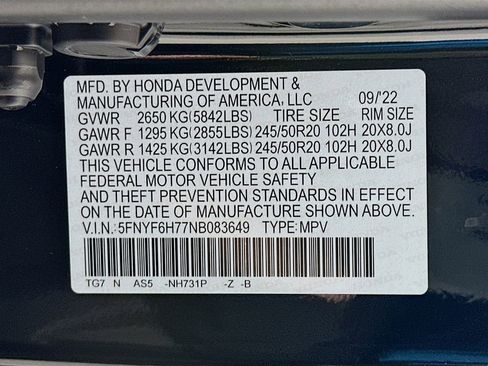 MFD. BY HONDA DEVELOPMENT &
MANUFACTURING OF AMERICA, LLC 09/'22
GVWR 2650 KG(5842LBS) TIRE SIZE RIM SIZE
GAWR F 1295 KG(2855LBS) 245/50R20 102H 20X8.0J
GAWR R 1425 KG(3142LBS) 245/50R20 102H 20X8.0J
THIS VEHICLE CONFORMS TO ALL APPLICABLE
FEDERAL MOTOR VEHICLE SAFETY
AND THEFT PREVENTION STANDARDS IN EFFECT
ON THE DATE OF MANUFACTURE SHOWN ABOVE.
V.I.N.: 5FNYF6H77NB083649 TYPE: MPV
TG7 N AS5 -NH731P -Z -B